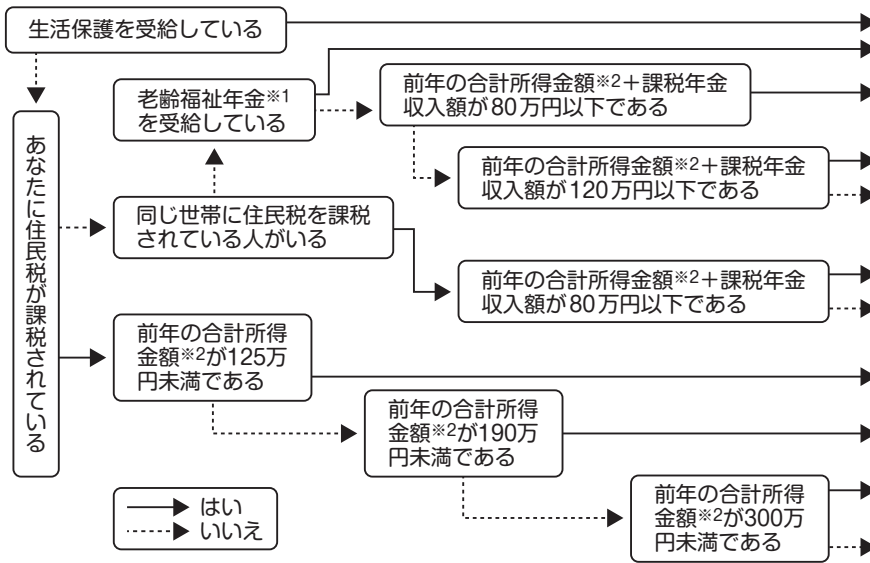 生活保護を受給している
老齢福祉年金※1
を受給している
前年の合計所得金額※2＋課税年金
収入額が80万円以下である
前年の合計所得金額※2＋課税年金
収入額が120万円以下である
あなたに住民税が課税されている
同じ世帯に住民税を課税
されている人がいる
前年の合計所得金額※2＋課税年金
収入額が80万円以下である
前年の合計所得
金額※2が125万
円未満である
前年の合計所得
金額※2が190万
円未満である
前年の合計所得
金額※2が300万
円未満である
はい
いいえ